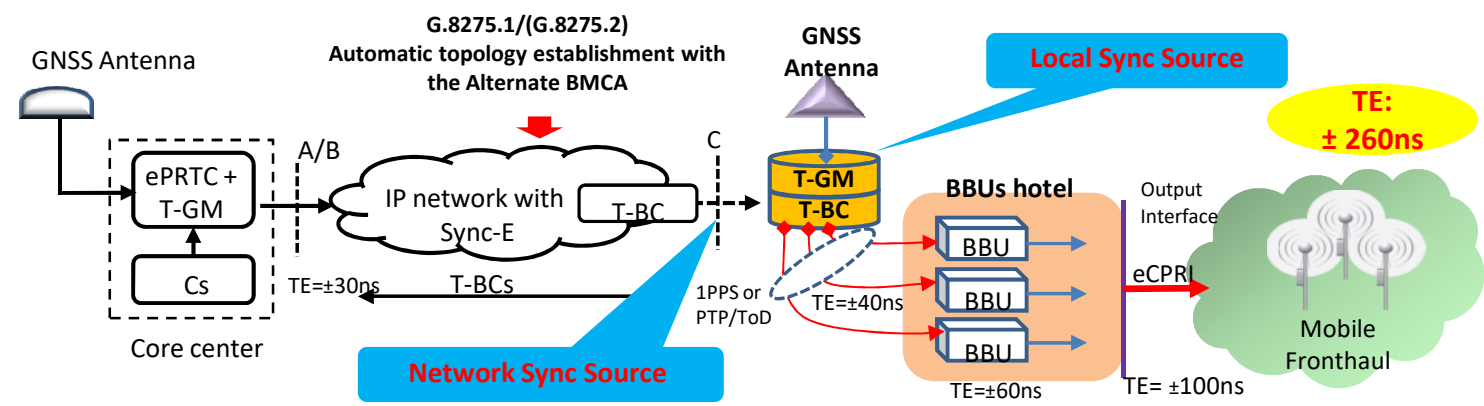 G.8275.1/(G.8275.2)
Automatic topology establishment with
the Alternate BMCA
GNSS Antenna
GNSS
Antenna
Local Sync Source
TE:
± 260ns
A/B
C
ePRTC +
T-GM
IP network with
Sync-E
T-BC
T-GM
T-BC
BBUs hotel
Output
Interface
BBU
Cs
TE=±30ns
T-BCs
1PPS or
PTP/ToD
TE=±40ns
BBU
eCPRI
BBU
Core center
Network Sync Source
Mobile
Fronthaul
TE=±60ns
TE= ±100ns